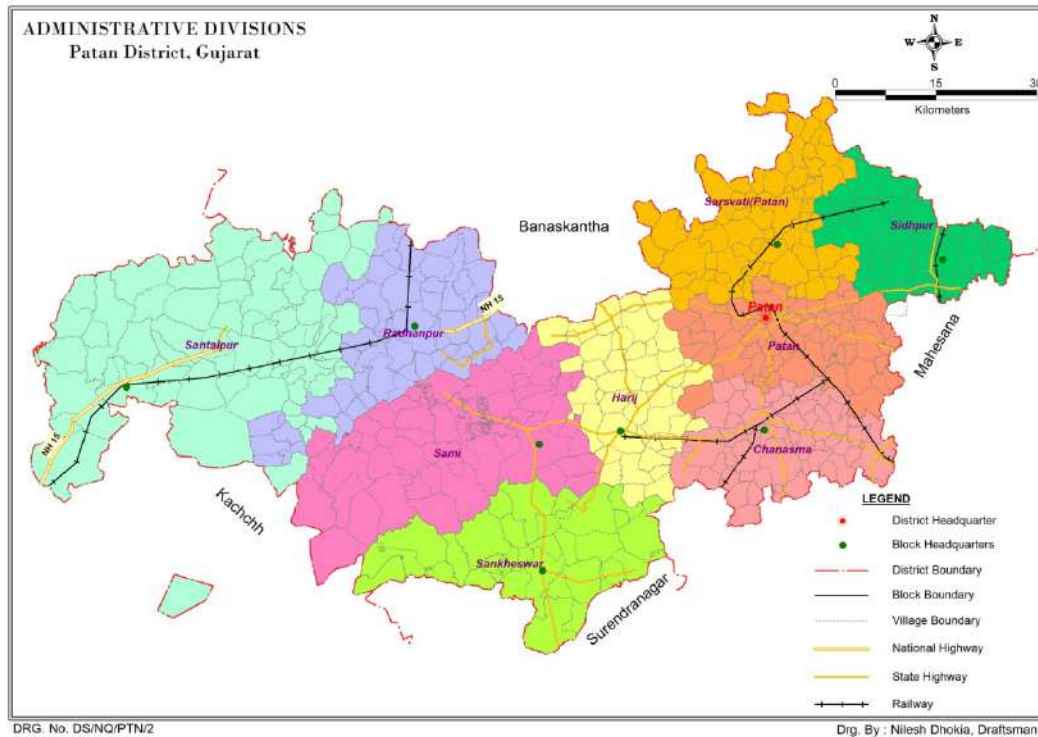 ADMINISTRATIVE DIVISIONS
Patan District, Gujarat
N
W E
S
0 15 30
Kilometers
Sarsvati(Patan)
Banaskantha
Sidhpur
NH 15
Patan
Radhanpur
Santalpur
Patan
Mahesana
Harij
NH 15
Sami
Chanasma
Kachchh
Sankheswar
Surendranagar
LEGEND
District Headquarter
Block Headquarters
District Boundary
Block Boundary
Village Boundary
National Highway
State Highway
Railway
DRG. No. DS/NQ/PTN/2
Drg. By : Nilesh Dhokia, Draftsman